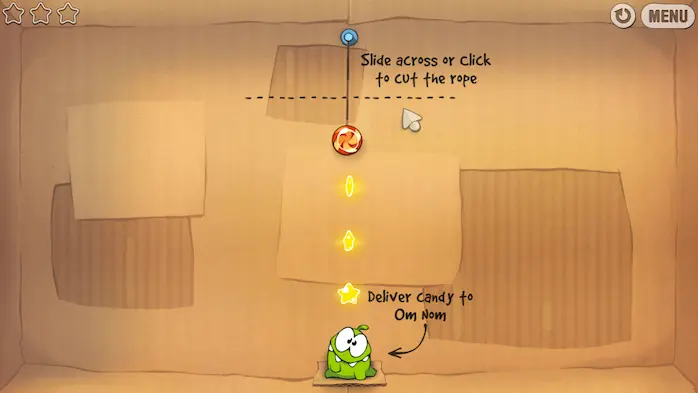 MENU
Slide across or click
to cut the rope
Deliver candy to
Om Nom